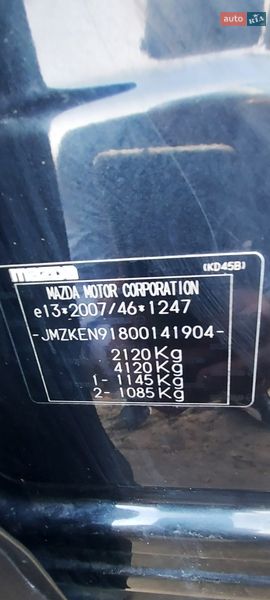 auto RIA
mazda (KD45B)
MAZDA MOTOR CORPORATION
e13*2007/46*1247
-JMZKEN91800141904-
2120Kg
4120Kg
1- 1145Kg
2- 1085Kg